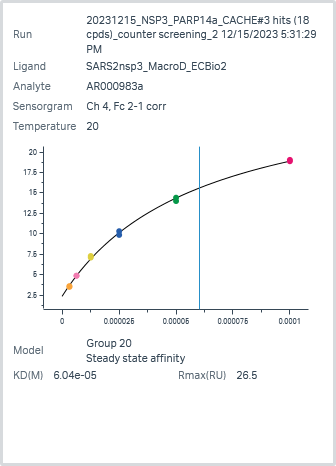 Run 20231215_NSP3_PARP14a_CACHE#3 hits (18
cpds)_counter screening_2 12/15/2023 5:31:29
PM
Ligand SARS2nsp3_MacroD_ECBio2
Analyte AR000983a
Sensorgram Ch 4, Fc 2-1 corr
Temperature 20
20
17.5
15
12.5
10
7.5
5
2.5
0 0.000025 0.00005 0.000075 0.0001
Model Group 20
Steady state affinity
KD(M) 6.04e-05 Rmax(RU) 26.5